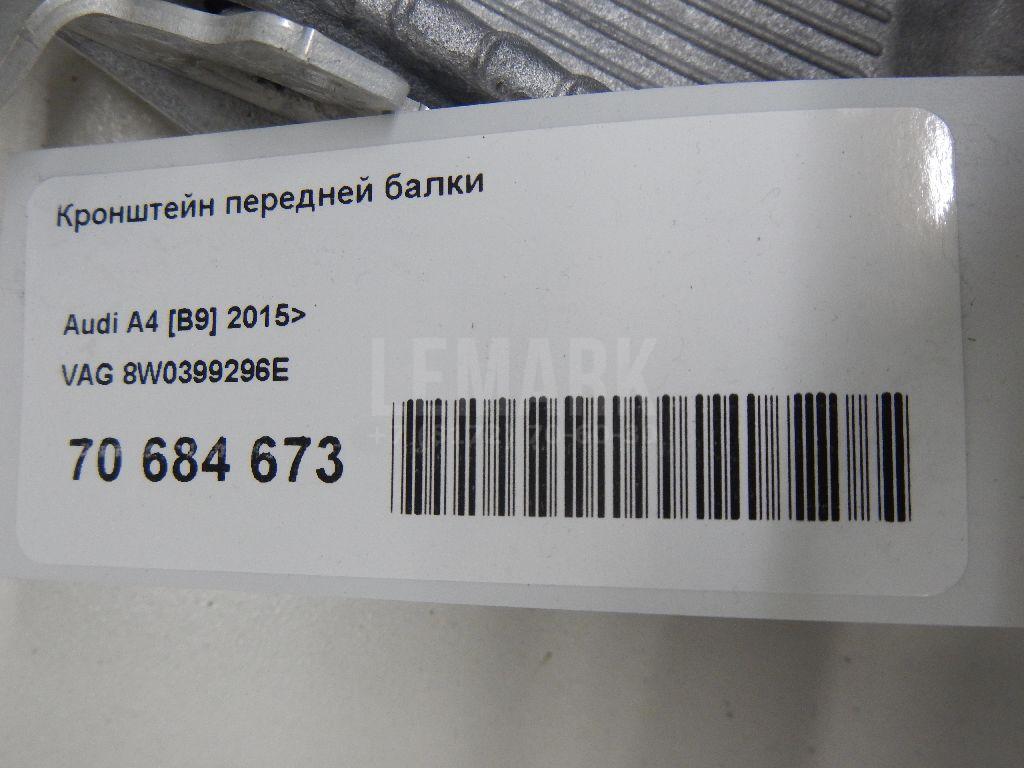 Кронштейн передней балки
Audi A4 [B9] 2015>
VAG 8W0399296E
LEMARK
70 684 673